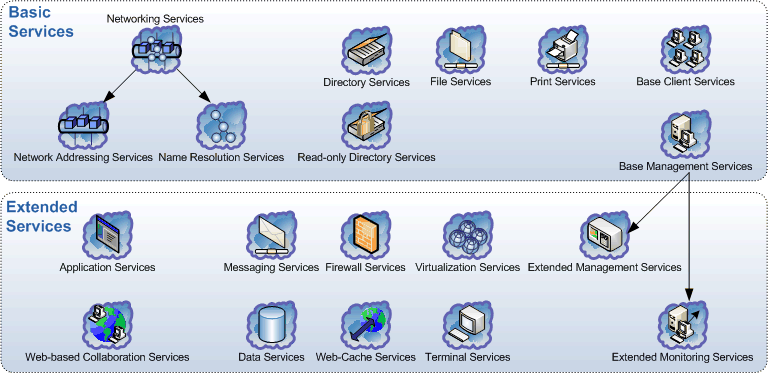 Basic
Services
Networking Services
Directory Services
File Services
Print Services
Base Client Services
Network Addressing Services
Name Resolution Services
Read-only Directory Services
Base Management Services
Extended
Services
Application Services
Messaging Services
Firewall Services
Virtualization Services
Extended Management Services
Web-based Collaboration Services
Data Services
Web-Cache Services
Terminal Services
Extended Monitoring Services